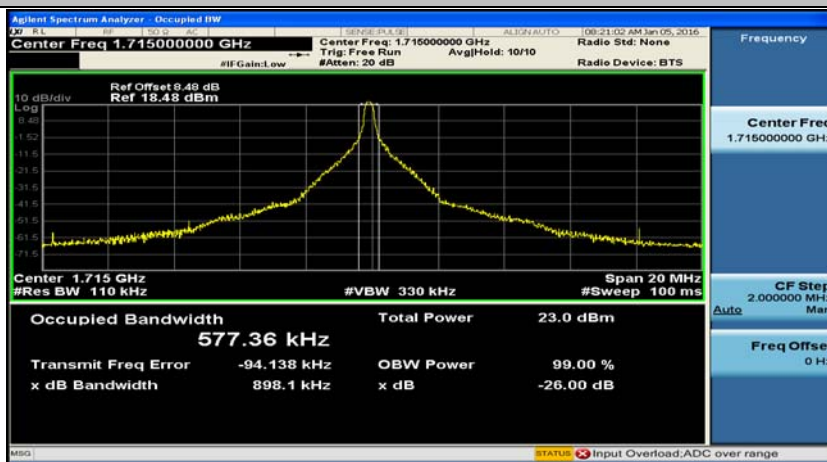 Agilent Spectrum Analyzer - Occupied BW
LXI RL RF 50 Ω AC SENSE:PULSE ALIGN AUTO 08:21:02 AM Jan 05, 2016
Center Freq 1.715000000 GHz
Center Freq: 1.715000000 GHz Radio Std: None
Trig: Free Run Avg|Hold: 10/10
#IFGain:Low #Atten: 20 dB Radio Device: BTS
Frequency
Ref Offset 8.48 dB
10 dB/div Ref 18.48 dBm
Log
8.48
-1.52
-11.5
-21.5
-31.5
-41.5
-51.5
-61.5
-71.5
Center Freq
1.715000000 GHz
Center 1.715 GHz Span 20 MHz
#Res BW 110 kHz #VBW 330 kHz #Sweep 100 ms
CF Step
2.000000 MHz
Auto Man
Occupied Bandwidth Total Power 23.0 dBm
577.36 kHz
Transmit Freq Error -94.138 kHz OBW Power 99.00 %
x dB Bandwidth 898.1 kHz x dB -26.00 dB
Freq Offset
0 Hz
MSG STATUS Input Overload;ADC over range